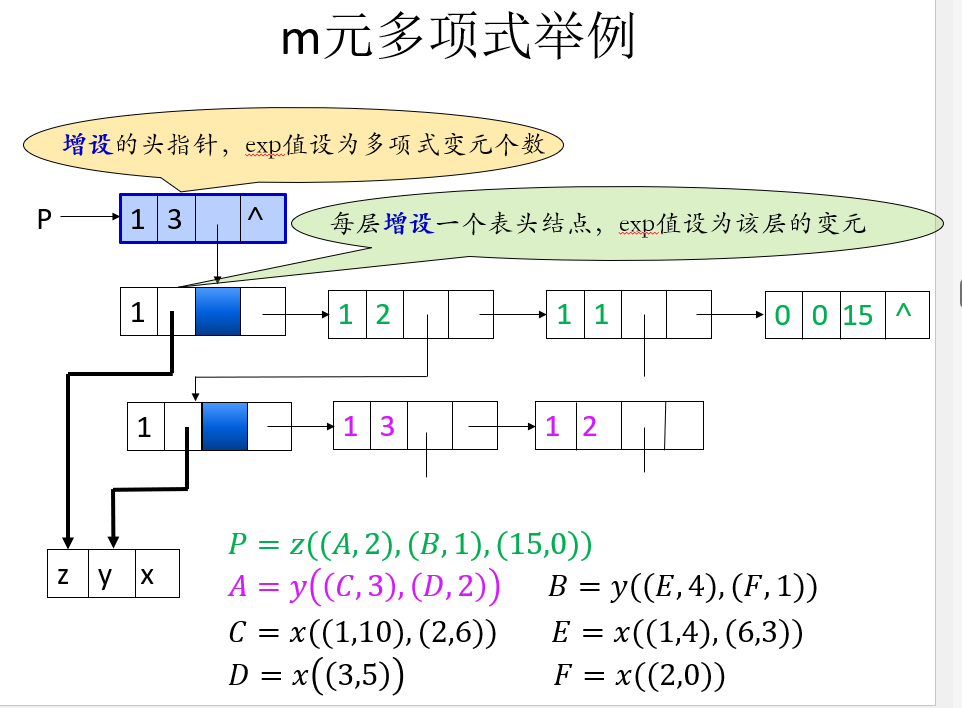 m元多项式举例
增设的头指针，exp值设为多项式变元个数
P
1 3 ^
每层增设一个表头结点，exp值设为该层的变元
1
1 2
1 1
0 0 15 ^
1
1 3
1 2
z y x
P = z((A, 2), (B, 1), (15,0))
A = y((C, 3), (D, 2))
B = y((E, 4), (F, 1))
C = x((1,10), (2,6))
E = x((1,4), (6,3))
D = x((3,5))
F = x((2,0))